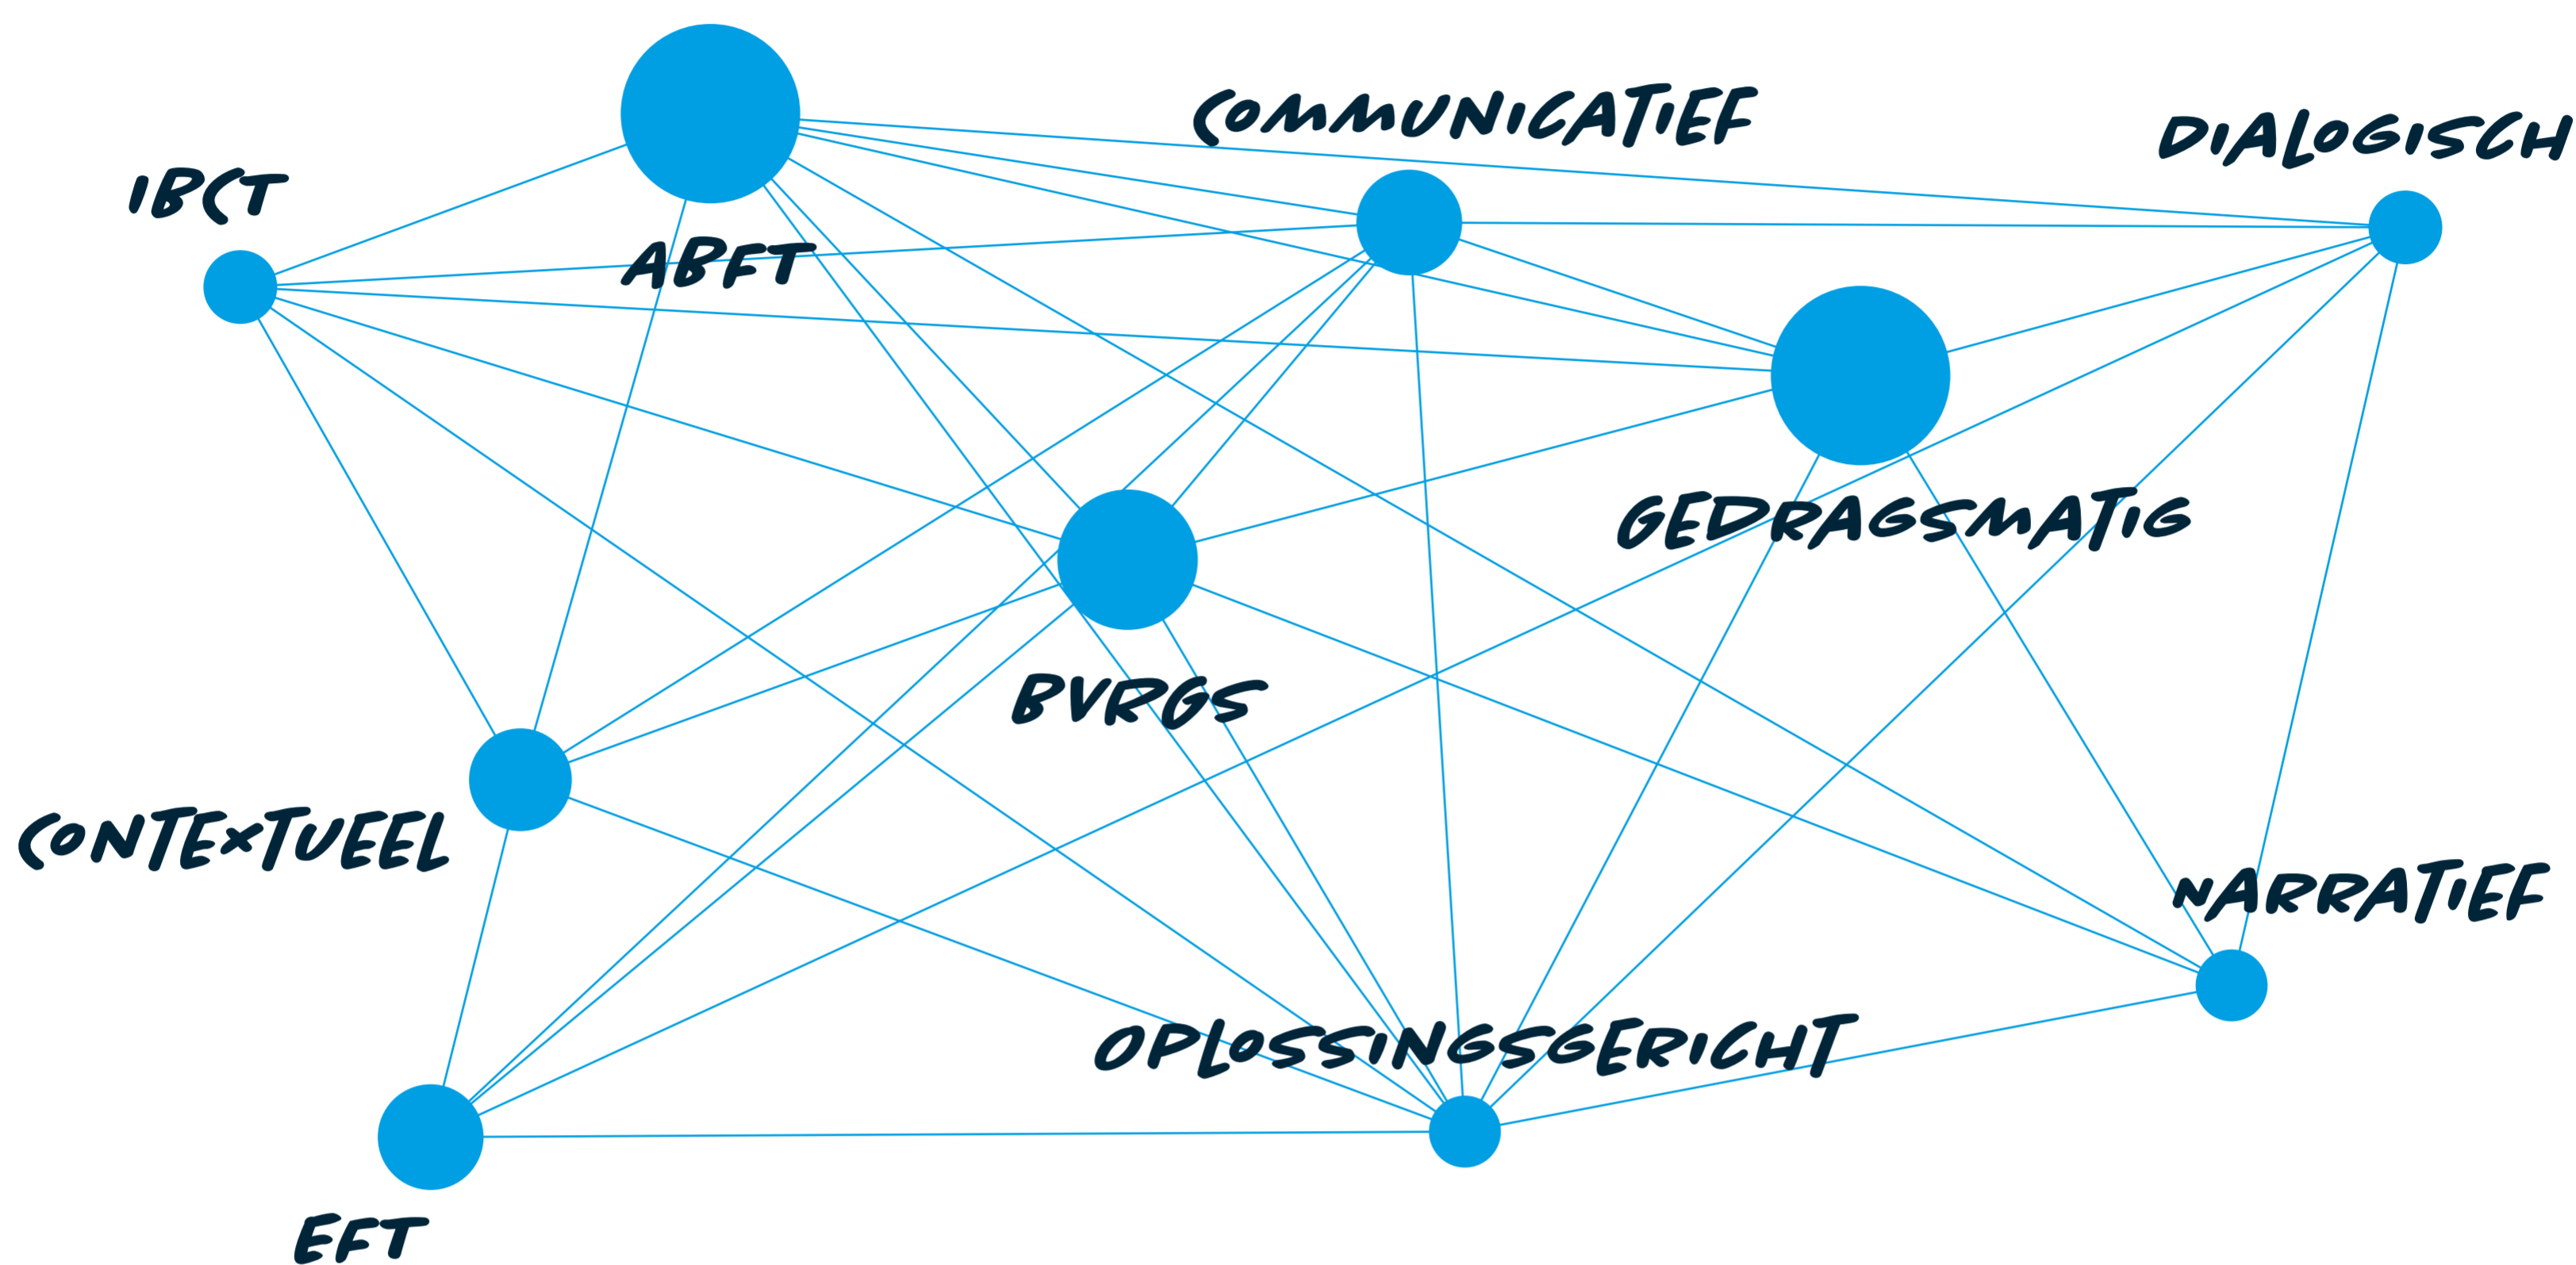 COMMUNICATIEF
DIALOGISCH
IBCT
ABFT
GEDRAGSMATIG
BVRGS
CONTEXTUEEL
NARRATIEF
OPLOSSINGSGERICHT
EFT